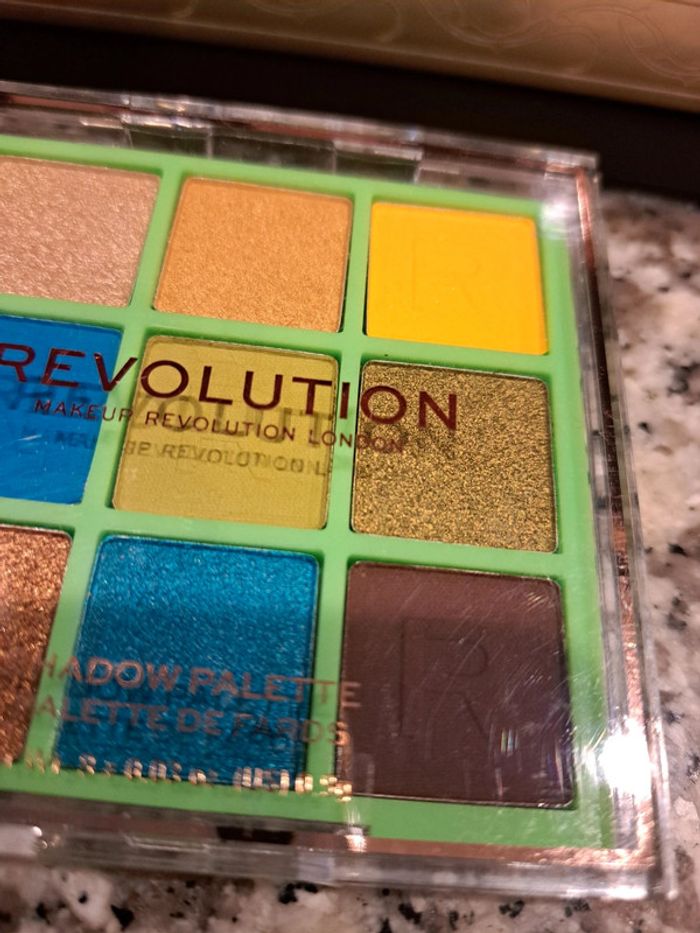 REVOLUTION
MAKEUP REVOLUTION LONDON
R
R
HADOW PALETTE
ALETTE DE FARDS